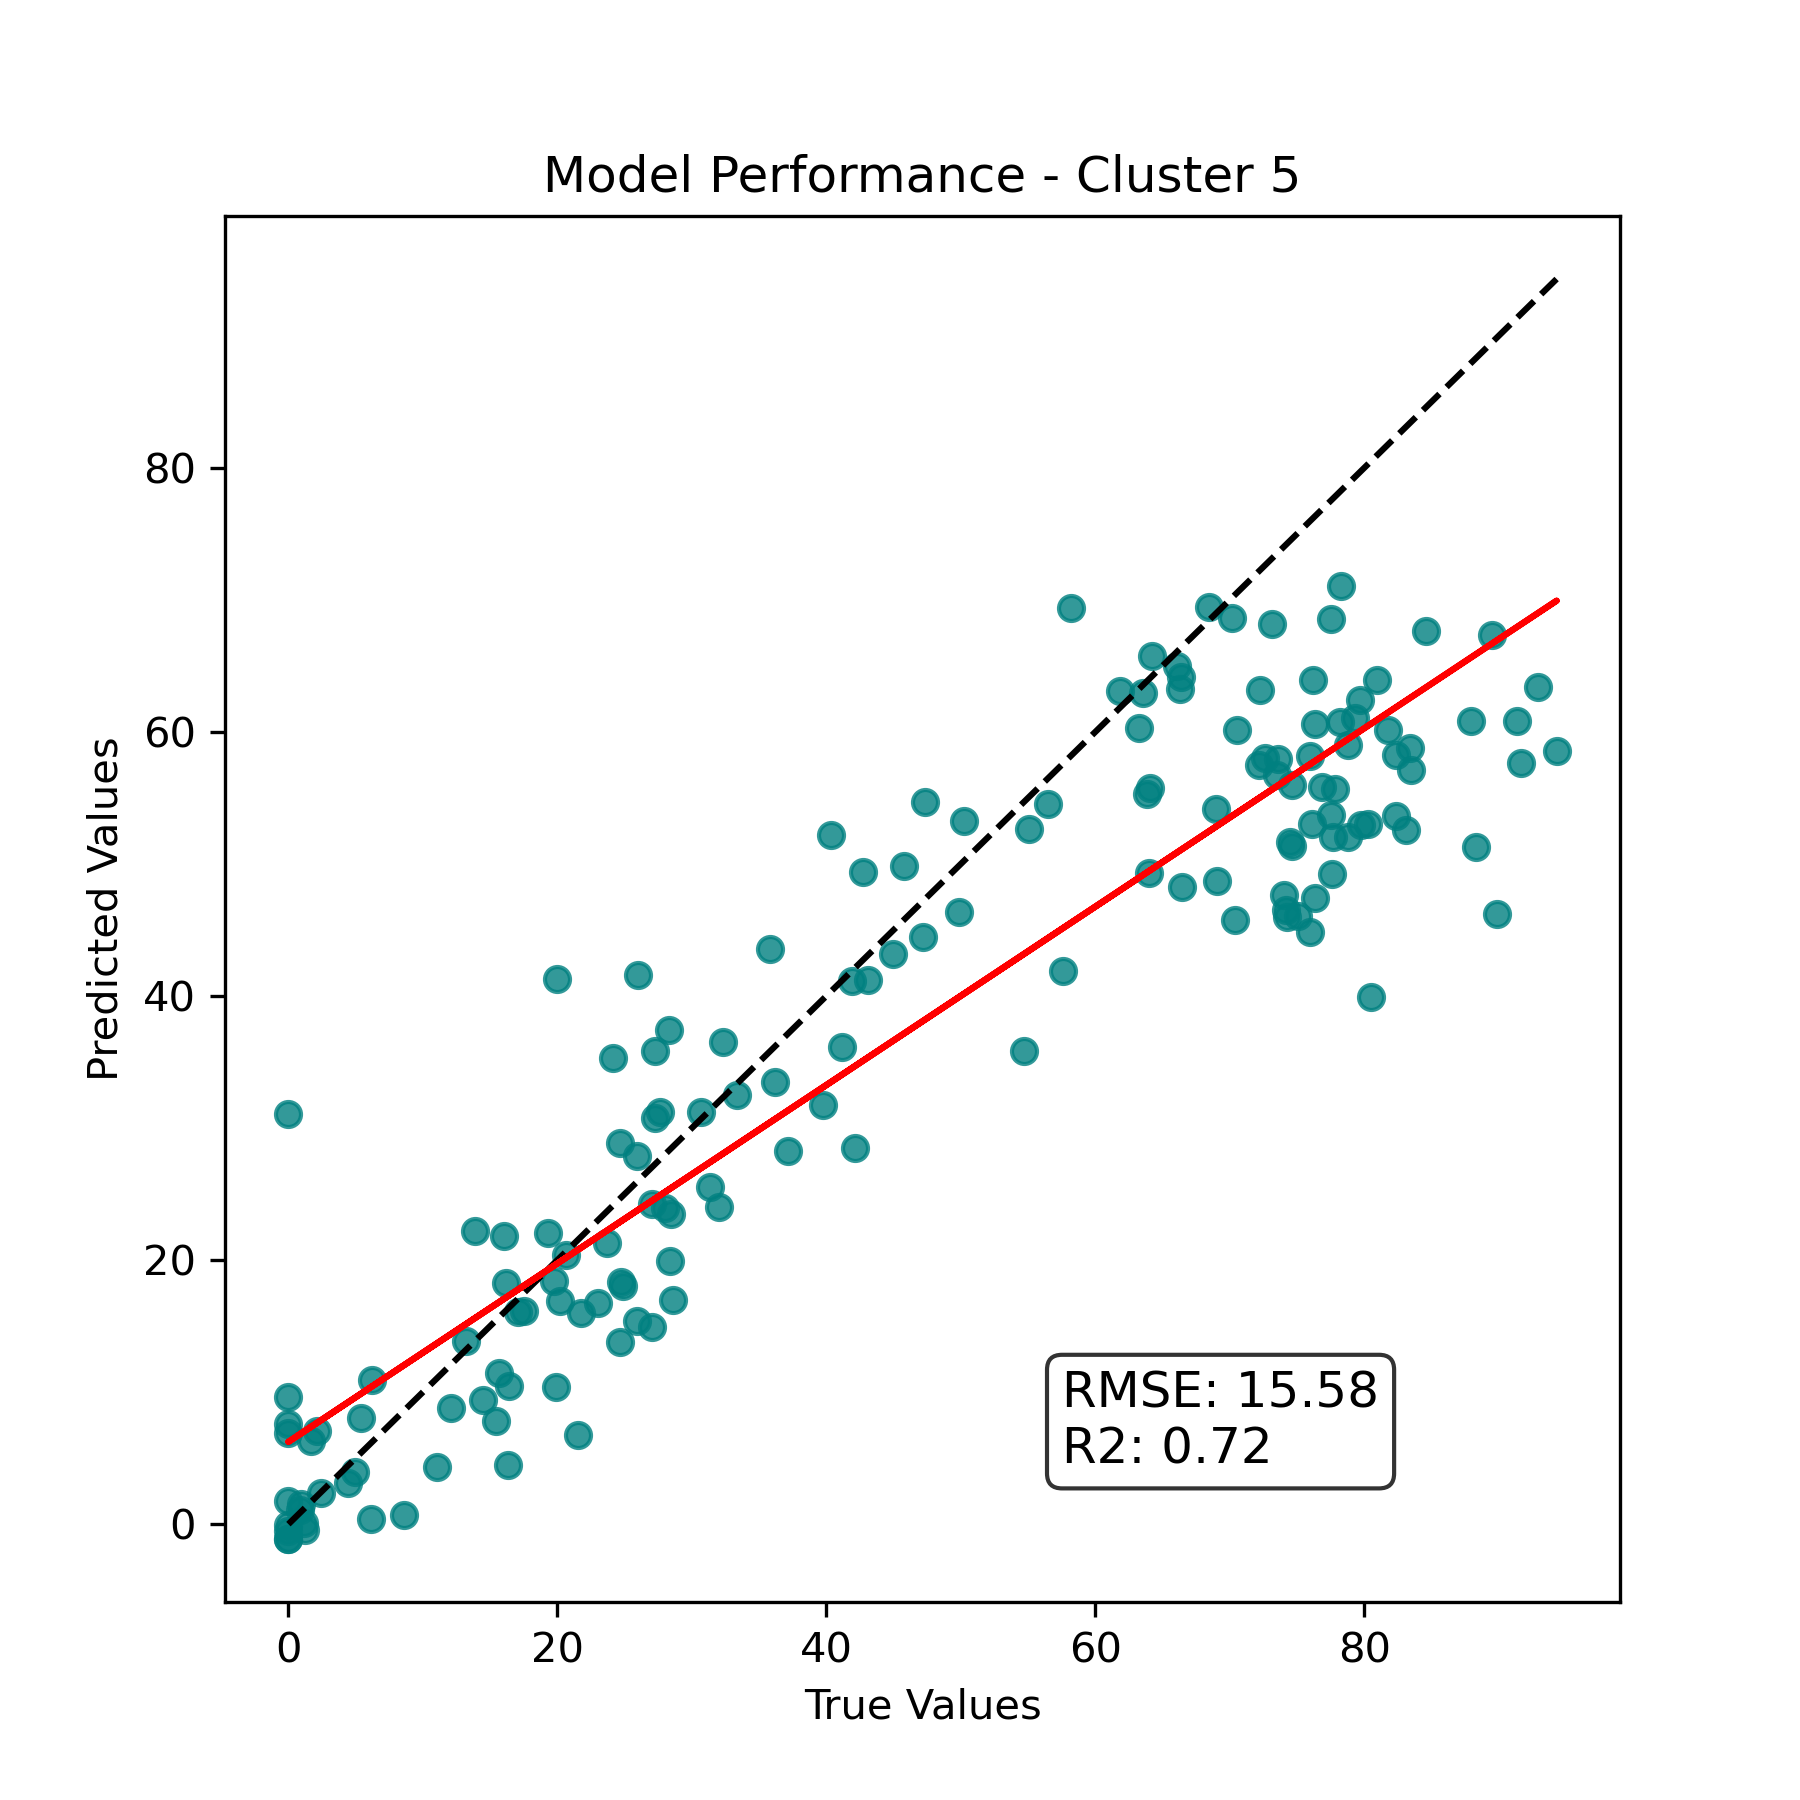 Model Performance - Cluster 5
80
60
40
20
0
Predicted Values
RMSE: 15.58
R2: 0.72
0 20 40 60 80
True Values